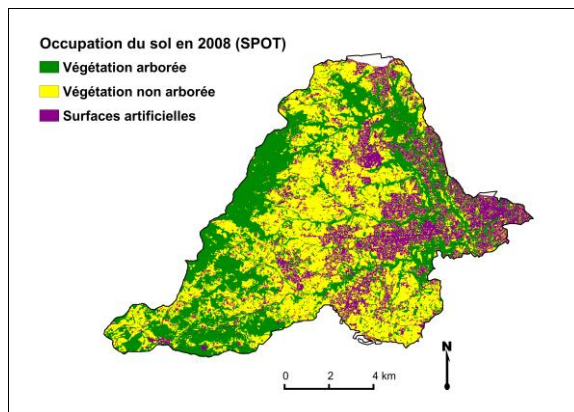 Occupation du sol en 2008 (SPOT)
Végétation arborée
Végétation non arborée
Surfaces artificielles
N
0 2 4 km